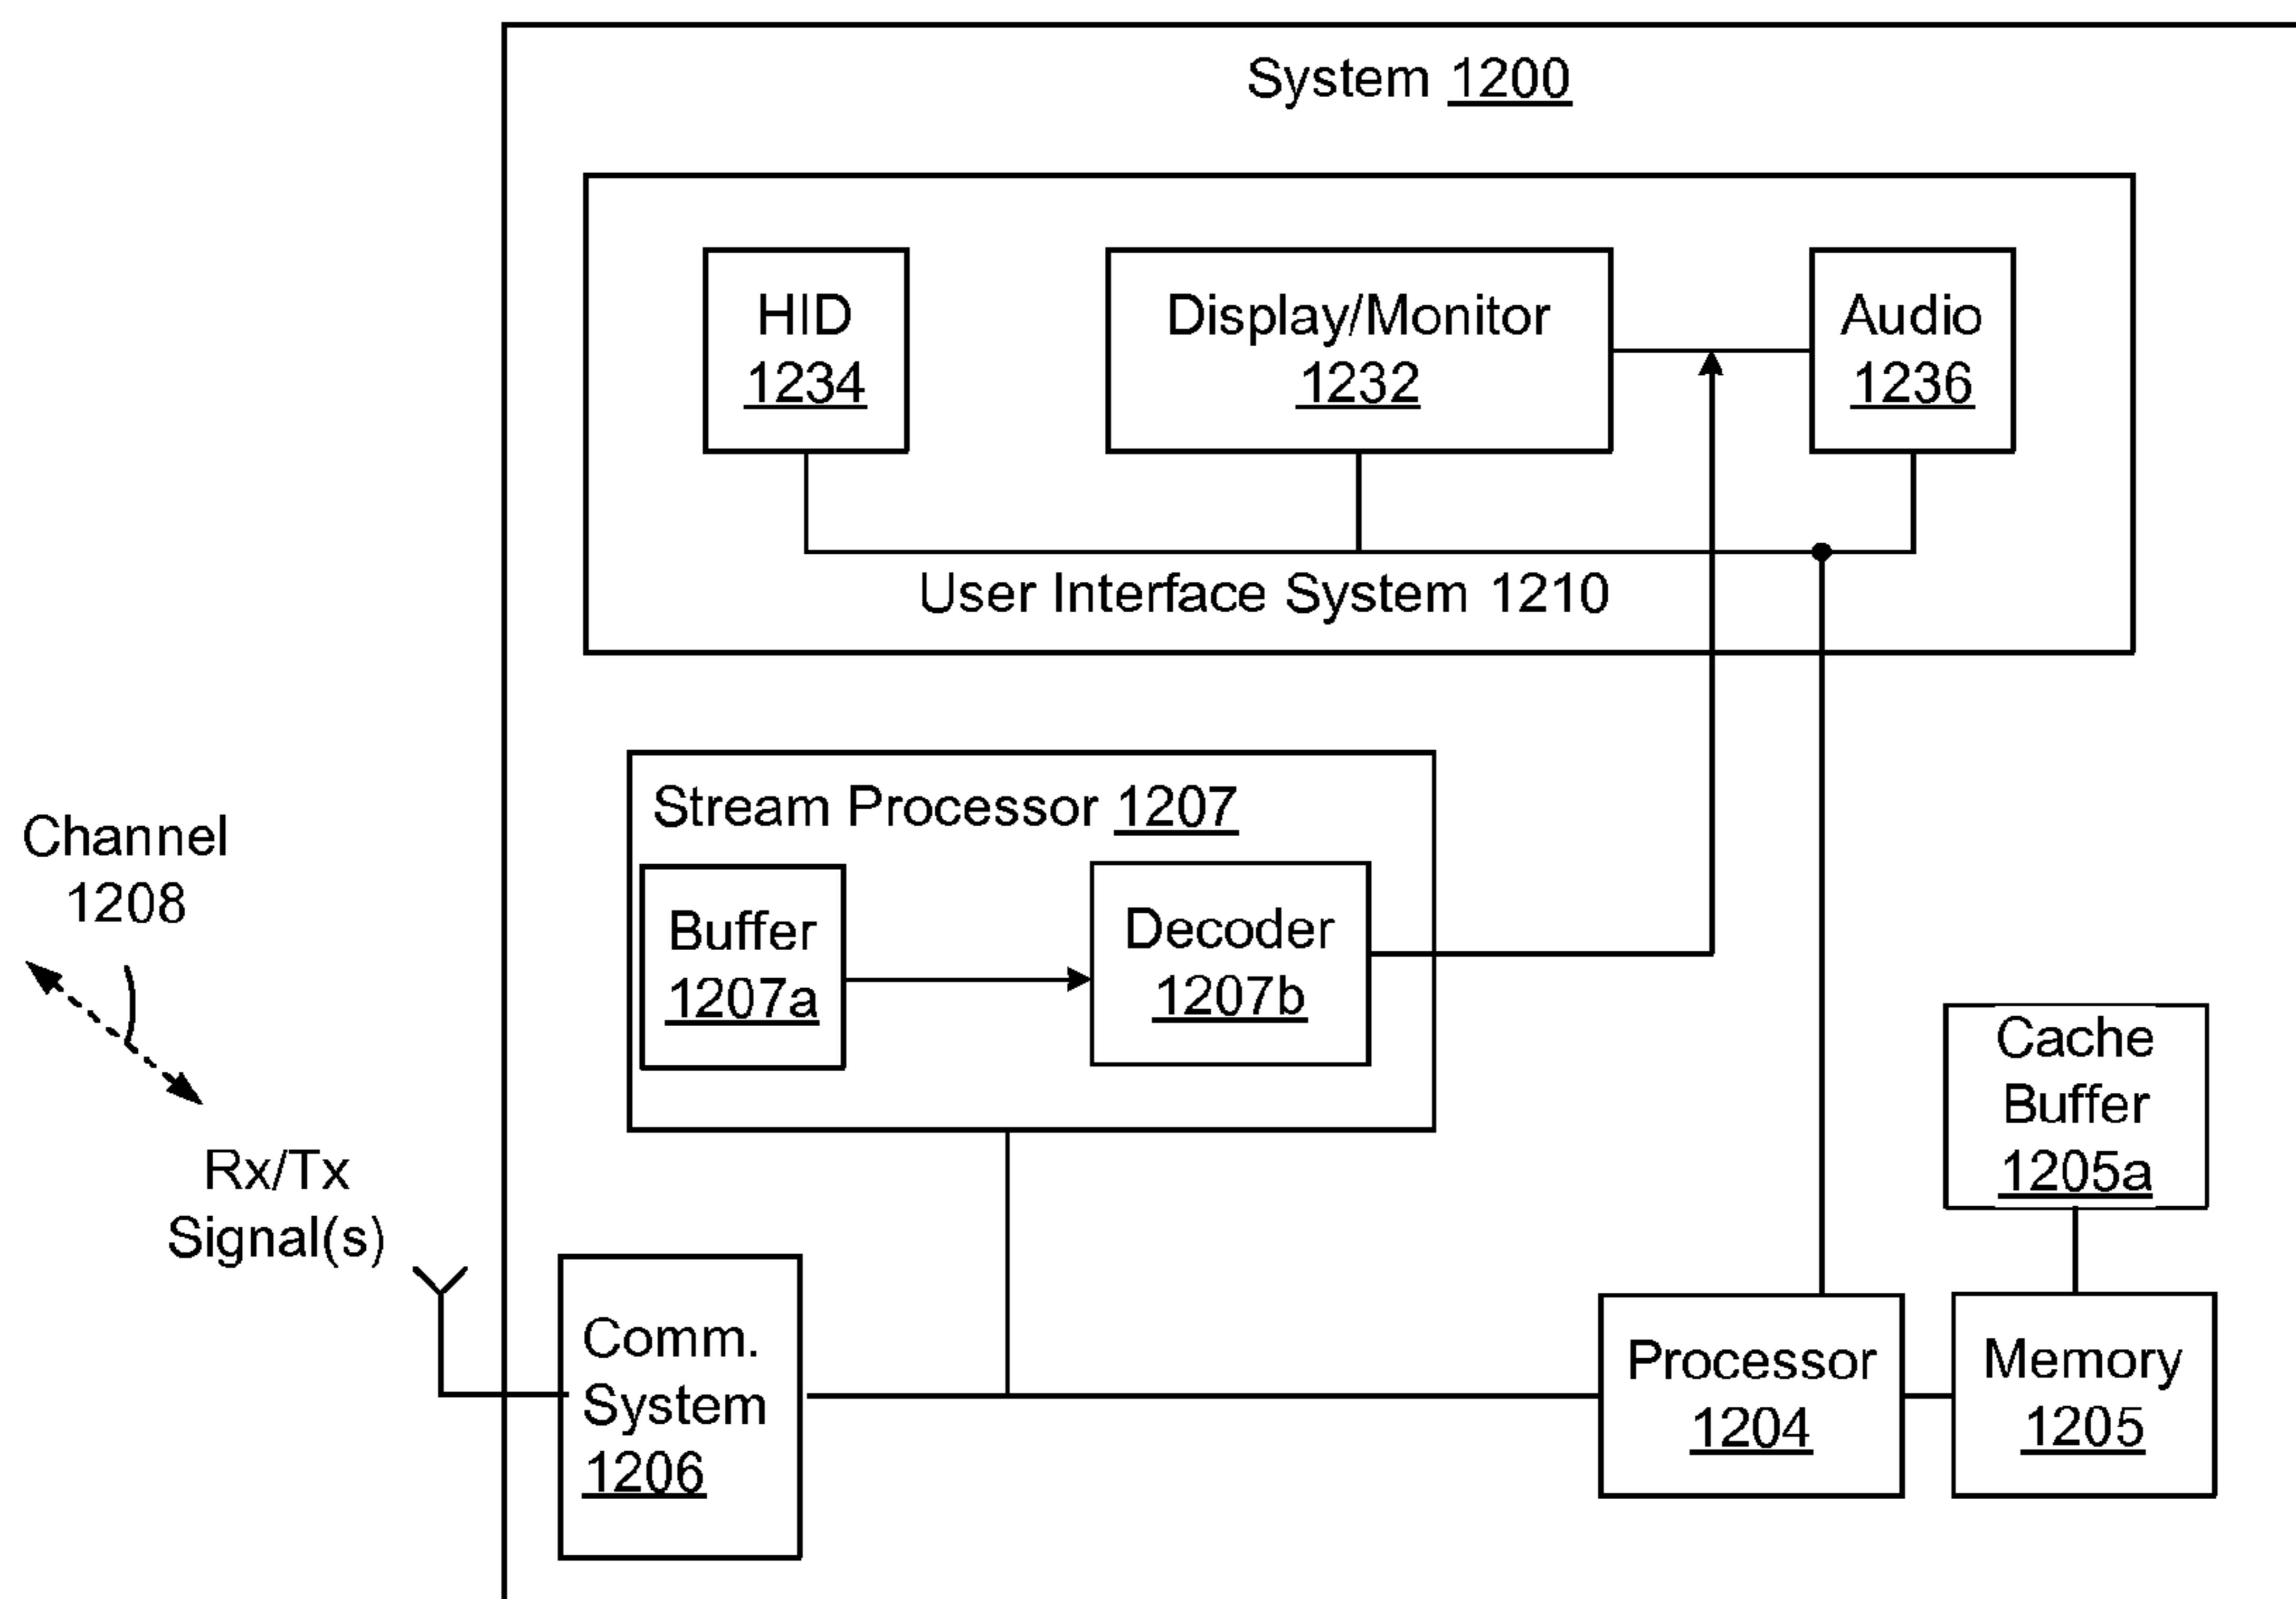 System 1200
HID
1234
Display/Monitor
1232
Audio
1236
User Interface System 1210
Stream Processor 1207
Buffer
1207a
Decoder
1207b
Channel
1208
Rx/Tx
Signal(s)
Cache
Buffer
1205a
Comm.
System
1206
Processor
1204
Memory
1205